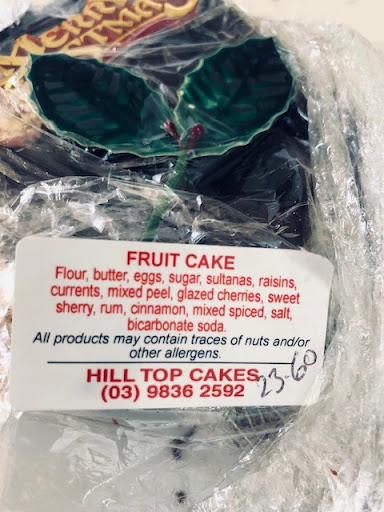 MERRY
FRUIT CAKE
Flour, butter, eggs, sugar, sultanas, raisins,
currents, mixed peel, glazed cherries, sweet
sherry, rum, cinnamon, mixed spiced, salt,
bicarbonate soda.
All products may contain traces of nuts and/or
other allergens.
HILL TOP CAKES
(03) 9836 2592
23-60